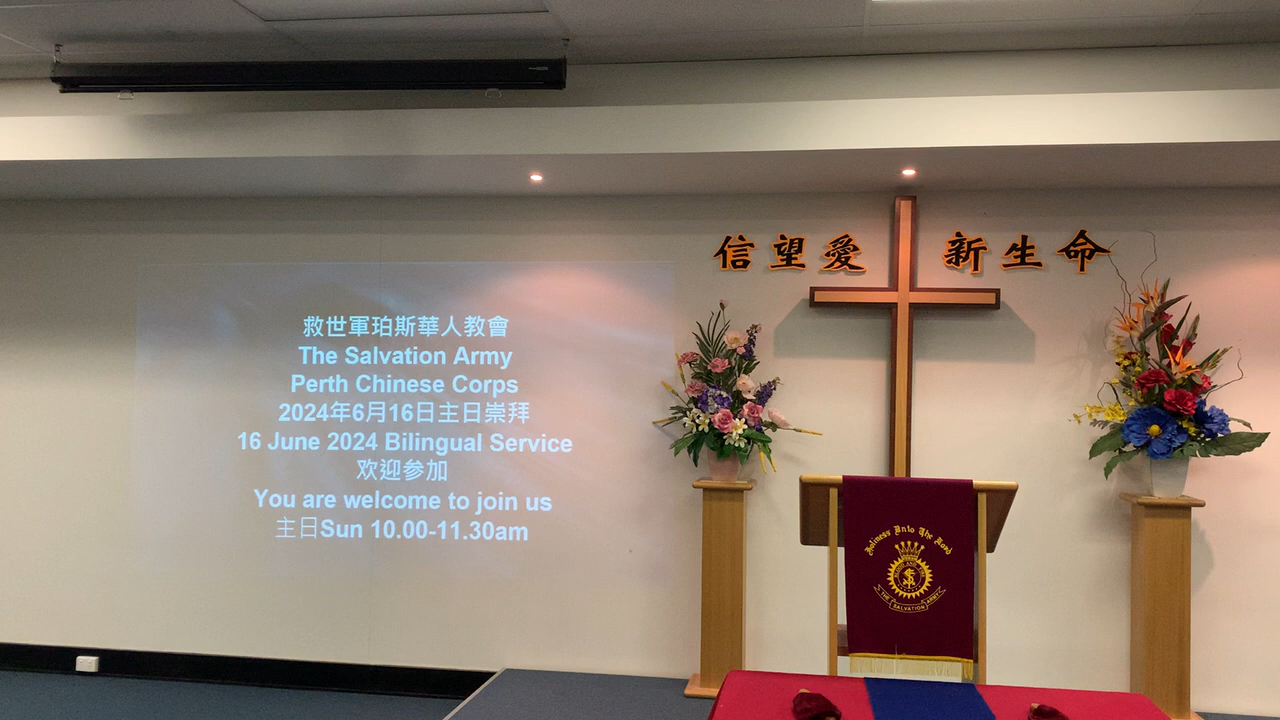 救世軍珀斯華人教會
The Salvation Army
Perth Chinese Corps
2024年6月16日主日崇拜
16 June 2024 Bilingual Service
欢迎参加
You are welcome to join us
主日Sun 10.00-11.30am
信望愛 新生命
Holiness Unto The Lord
BLOOD AND FIRE
THE SALVATION ARMY